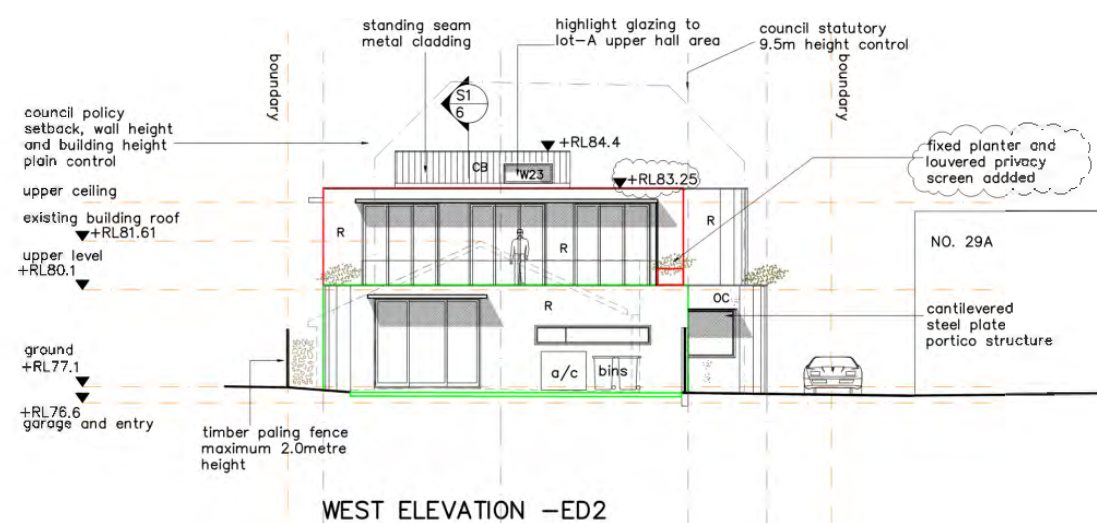 standing seam
metal cladding
highlight glazing to
lot-A upper hall area
council statutory
9.5m height control
boundary
boundary
council policy
setback, wall height
and building height
plain control
S1
6
+RL84.4
CB
W23
+RL83.25
fixed planter and
louvered privacy
screen addded
upper ceiling
existing building roof
+RL81.61
upper level
+RL80.1
R
R
R
NO. 29A
R
OC
cantilevered
steel plate
portico structure
ground
+RL77.1
a/c
bins
+RL76.6
garage and entry
timber paling fence
maximum 2.0metre
height
WEST ELEVATION -ED2